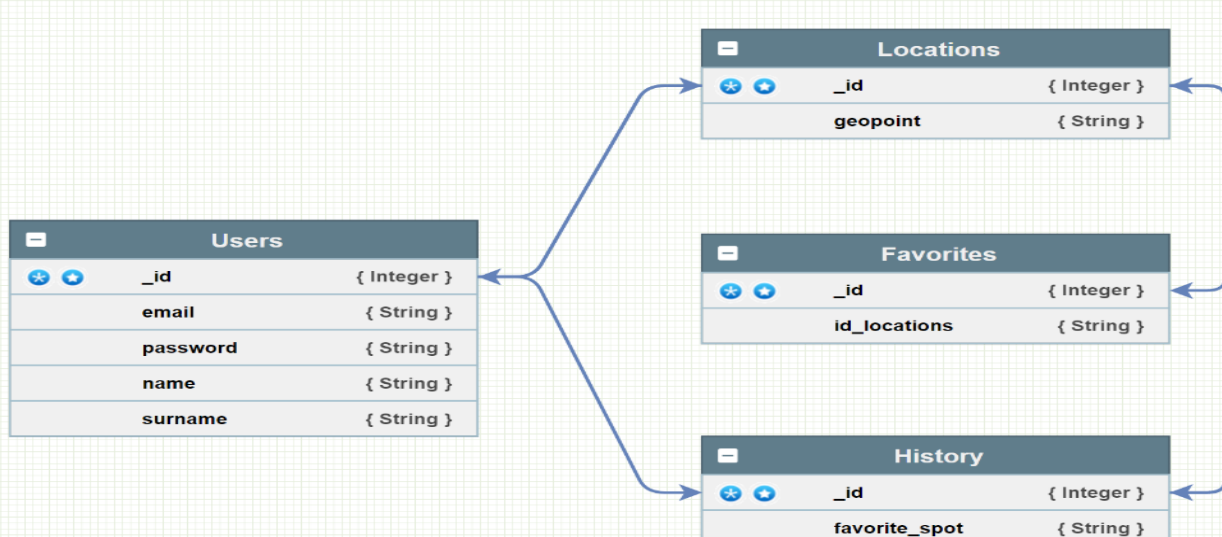 Locations
_id { Integer }
geopoint { String }
Users
_id { Integer }
email { String }
password { String }
name { String }
surname { String }
Favorites
_id { Integer }
id_locations { String }
History
_id { Integer }
favorite_spot { String }